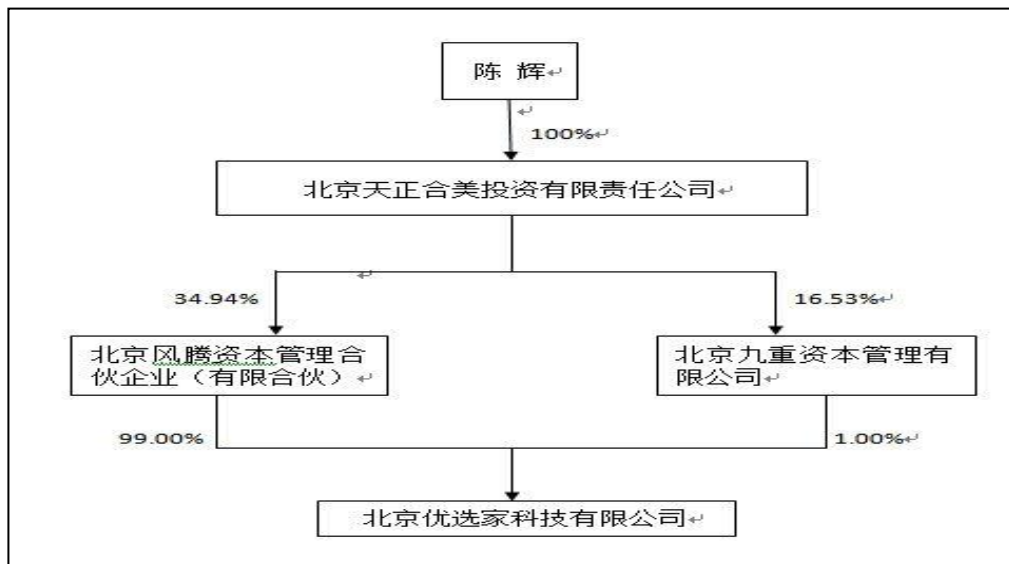 陈 辉
100%
北京天正合美投资有限责任公司
34.94%
16.53%
北京风腾资本管理合
伙企业（有限合伙）
北京九重资本管理有
限公司
99.00%
1.00%
北京优选家科技有限公司